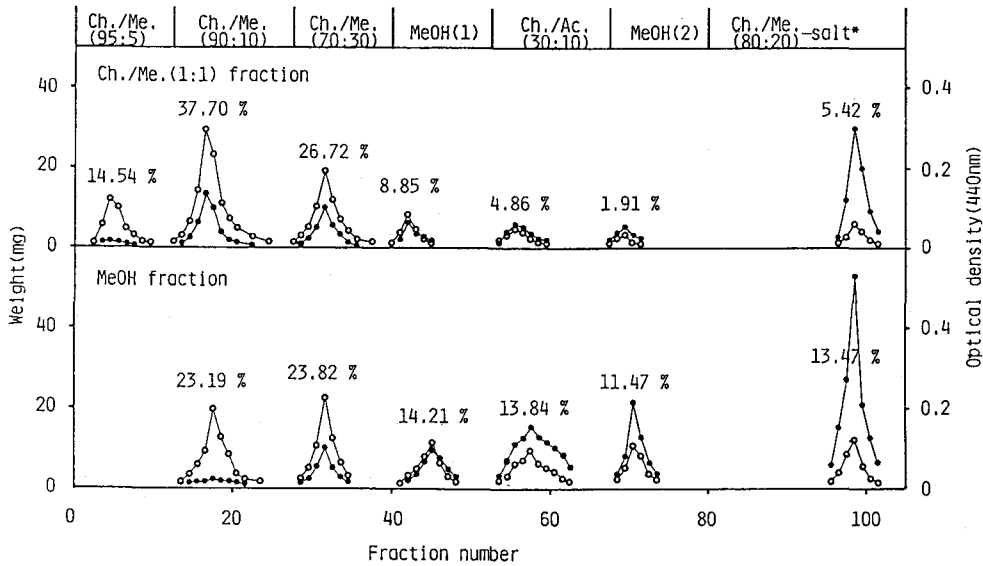 Ch./Me. (95:5)
Ch./Me. (90:10)
Ch./Me. (70:30)
MeOH(1)
Ch./Ac. (30:10)
MeOH(2)
Ch./Me. (80:20)-salt*
Ch./Me.(1:1) fraction
40
20
0
14.54 %
37.70 %
26.72 %
8.85 %
4.86 %
1.91 %
5.42 %
0.4
0.2
0
MeOH fraction
40
20
0
23.19 %
23.82 %
14.21 %
13.84 %
11.47 %
13.47 %
0.4
0.2
0
Weight(mg)
Optical density(440nm)
0
20
40
60
80
100
Fraction number